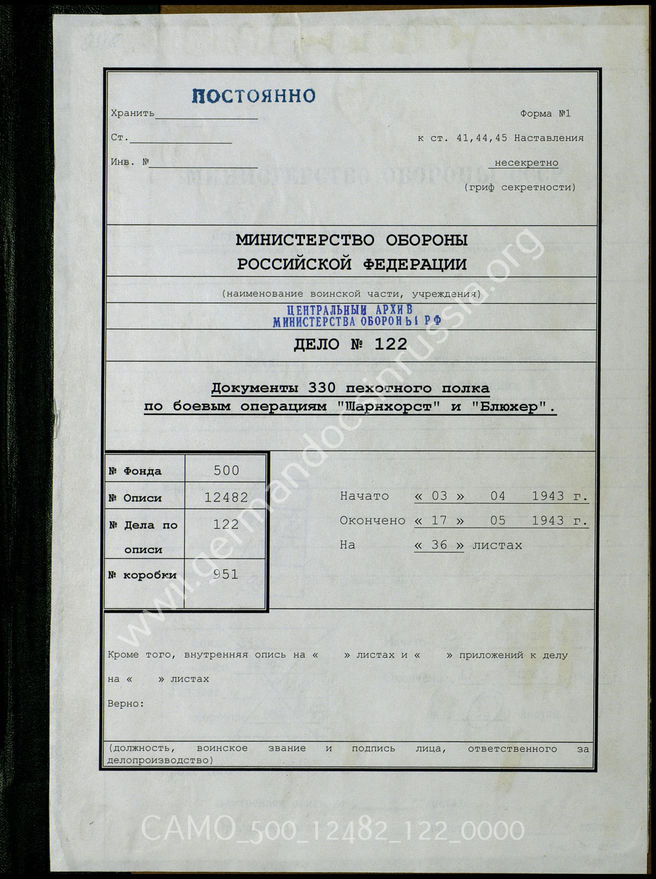 ПОСТОЯННО
Хранить
Форма №1
Ст.
к ст. 41,44,45 Наставления
Инв. №
несекретно
(гриф секретности)
МИНИСТЕРСТВО ОБОРОНЫ
РОССИЙСКОЙ ФЕДЕРАЦИИ
(наименование воинской части, учреждения)
ЦЕНТРАЛЬНЫЙ АРХИВ
МИНИСТЕРСТВА ОБОРОНЫ РФ
ДЕЛО № 122
Документы 330 пехотного полка
по боевым операциям "Шарнхорст" и "Блюхер".
№ Фонда 500
№ Описи 12482
№ Дела по описи 122
№ коробки 951
Начато « 03 » 04 1943 г.
Окончено « 17 » 05 1943 г.
На « 36 » листах
Кроме того, внутренняя опись на « » листах и « » приложений к делу
на « » листах
Верно:
(должность, воинское звание и подпись лица, ответственного за
делопроизводство)
www.germandocsinrussia.org
CAMO_500_12482_122_0000